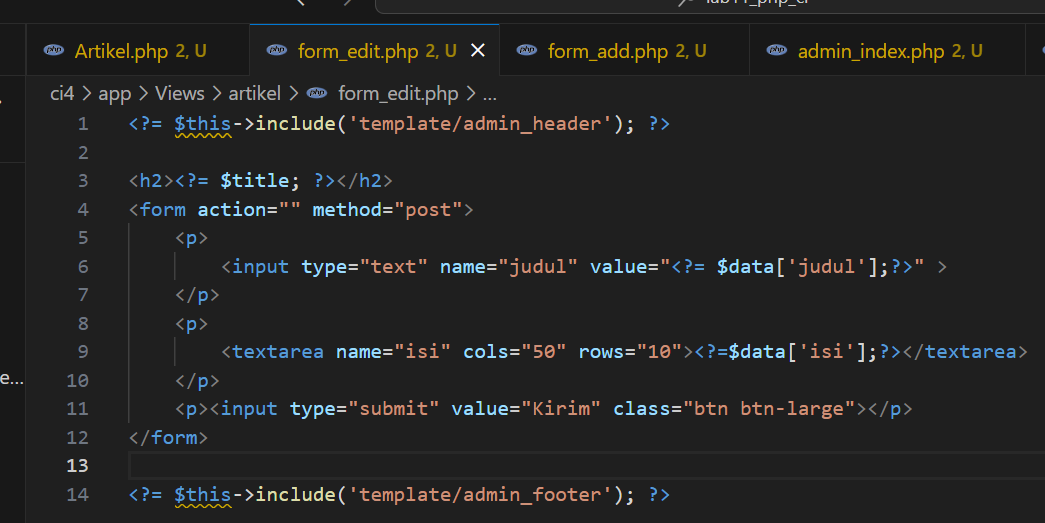 Artikel.php 2, U form_edit.php 2, U form_add.php 2, U admin_index.php 2, U
ci4 > app > Views > artikel > form_edit.php > ...
1 <?= $this->include('template/admin_header'); ?>
2
3 <h2><?= $title; ?></h2>
4 <form action="" method="post">
5     <p>
6         <input type="text" name="judul" value="<?= $data['judul'];?>" >
7     </p>
8     <p>
9         <textarea name="isi" cols="50" rows="10"><?=$data['isi'];?></textarea>
e...
10     </p>
11     <p><input type="submit" value="Kirim" class="btn btn-large"></p>
12 </form>
13
14 <?= $this->include('template/admin_footer'); ?>